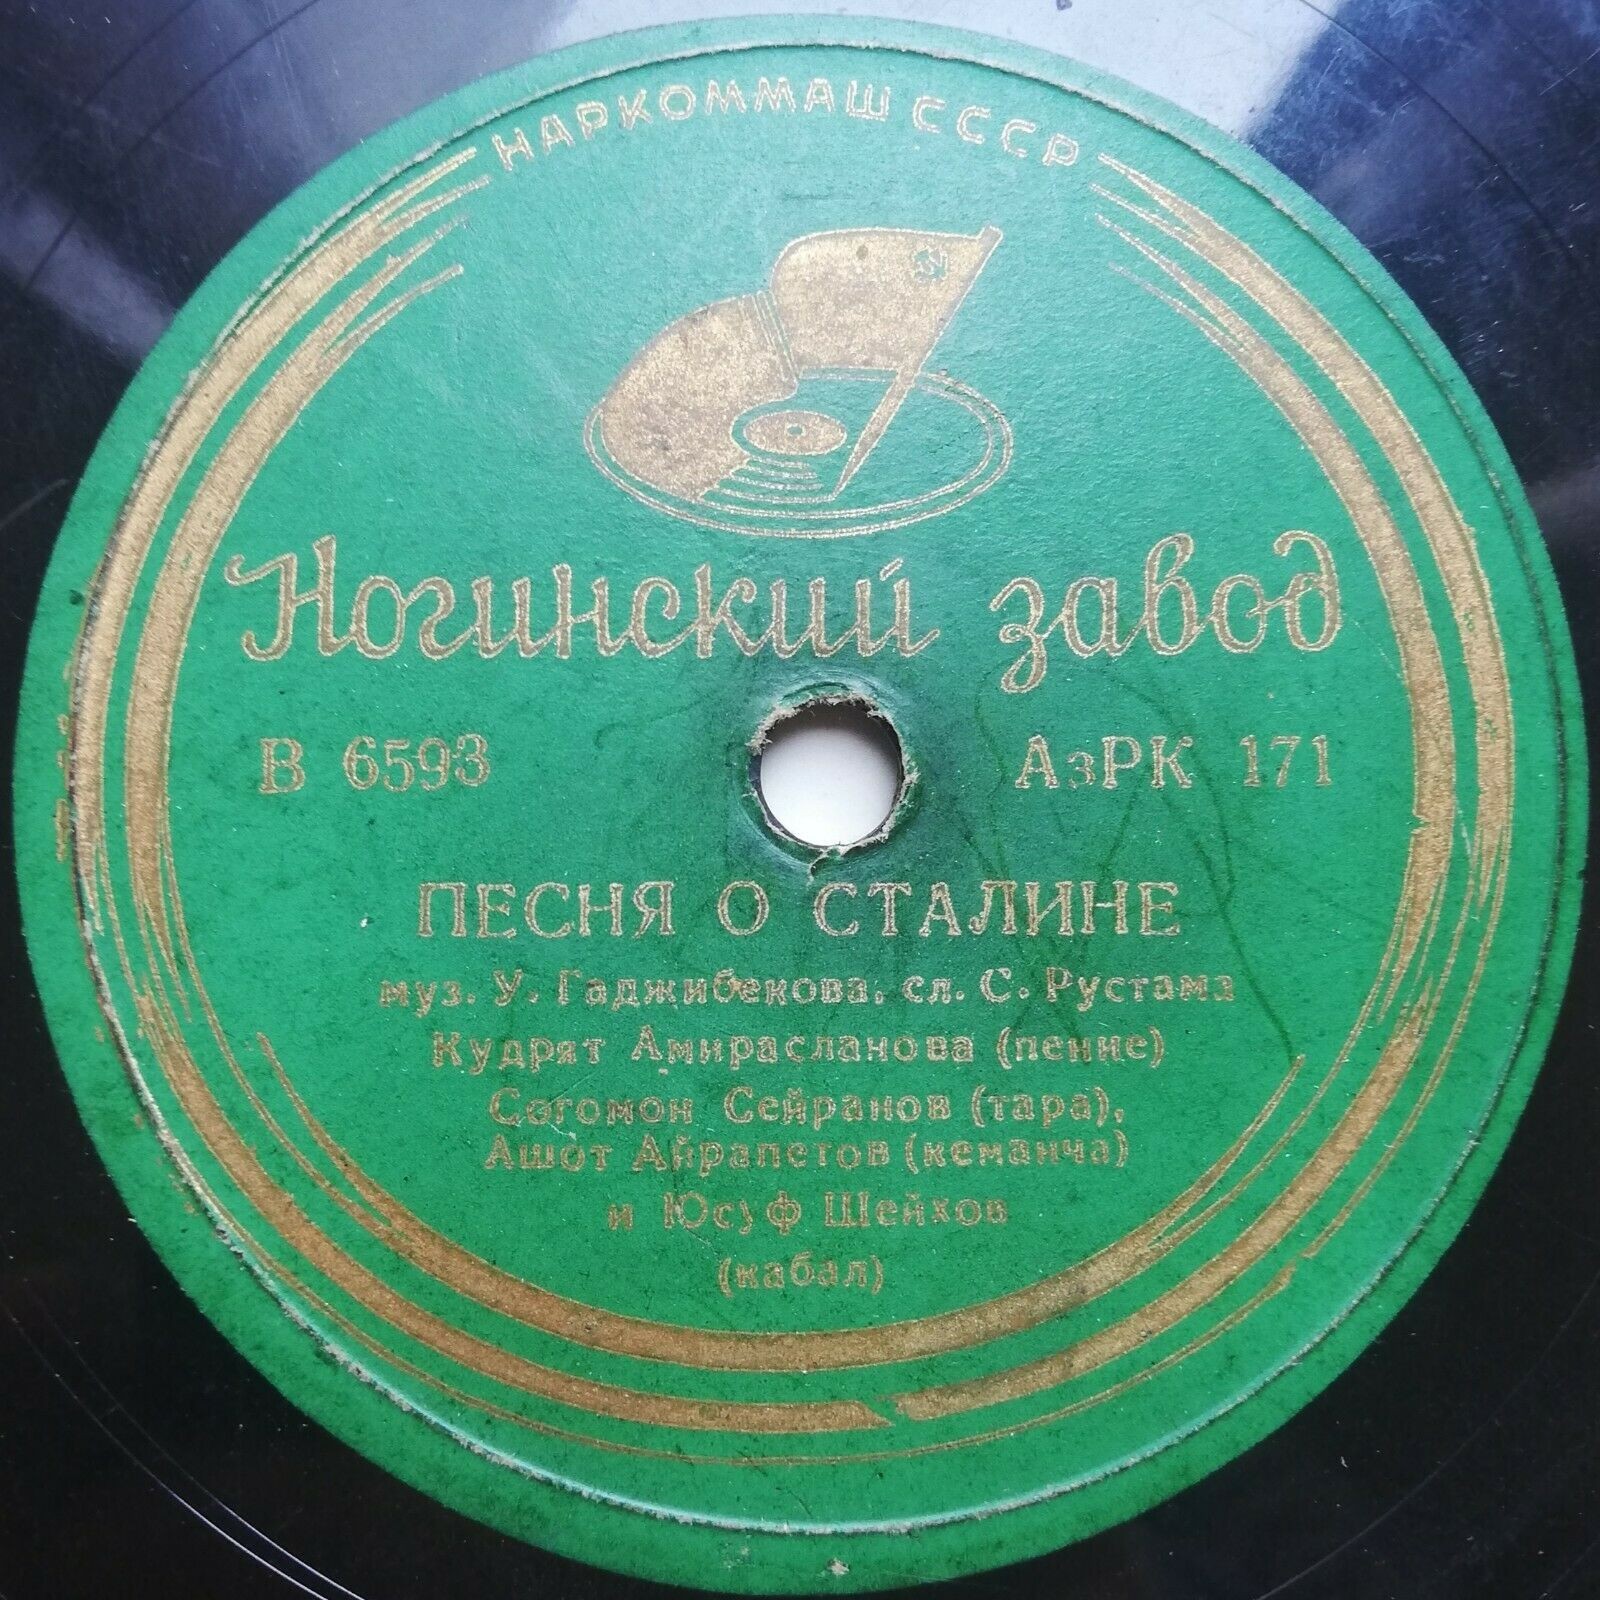 НАРКОММАШ СССР
Ногинский завод
В 6593 АзРК 171
ПЕСНЯ О СТАЛИНЕ
муз. У. Гаджибекова, сл. С. Рустама
Кудрят Амирасланова (пение)
Согомон Сейранов (тара),
Ашот Айрапетов (кеманча)
и Юсуф Шейхов
(кабал)